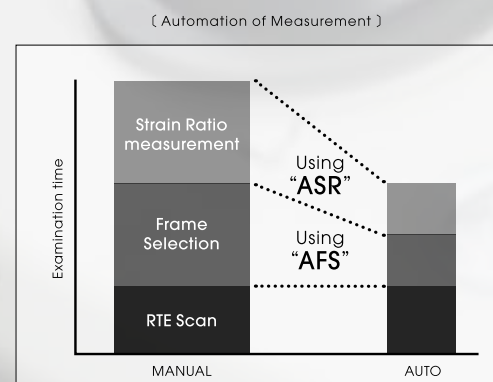 〔 Automation of Measurement 〕
Examination time
Strain Ratio
measurement
Using
“ASR”
Frame
Selection
Using
“AFS”
RTE Scan
MANUAL
AUTO